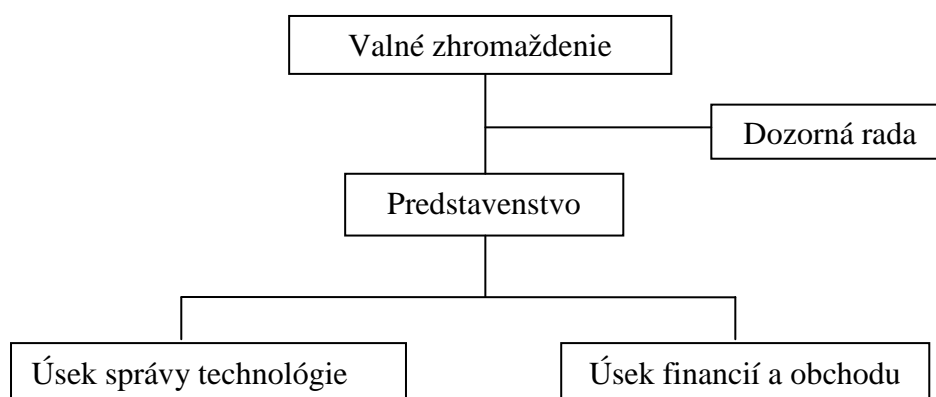 Valné zhromaždenie
Dozorná rada
Predstavenstvo
Úsek správy technológie
Úsek financií a obchodu